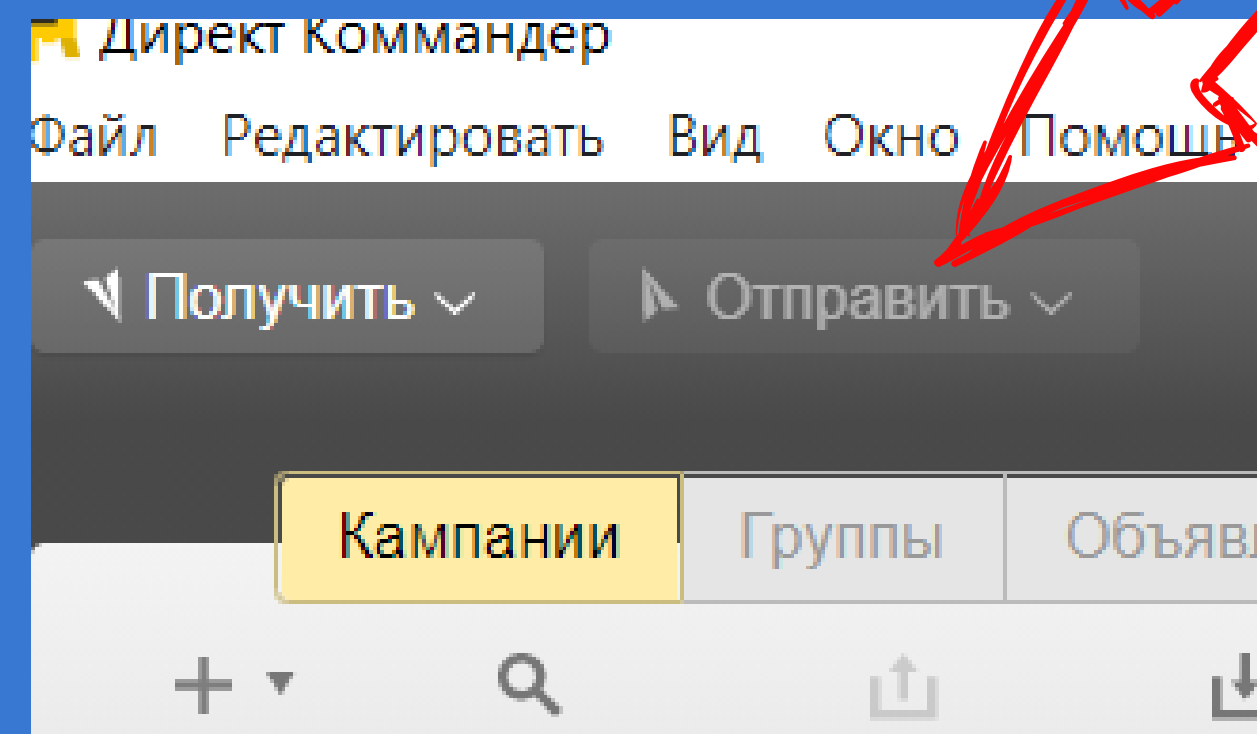 Директ Коммандер
Файл Редактировать Вид Окно
Получить Отправить
Кампании Группы